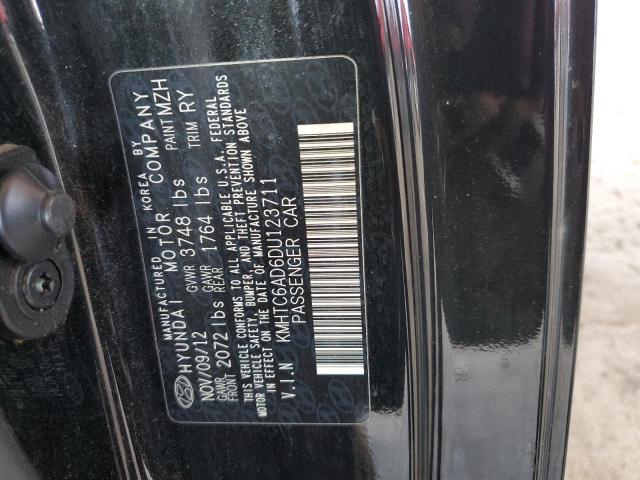 MANUFACTURED IN KOREA BY
HYUNDAI MOTOR COMPANY
NOV/09/12 GVWR 3748 lbs PAINT MZH
GAWR FRONT 2072 lbs GAWR REAR 1764 lbs TRIM RY
THIS VEHICLE CONFORMS TO ALL APPLICABLE U.S.A. FEDERAL
MOTOR VEHICLE SAFETY, BUMPER, AND THEFT PREVENTION STANDARDS
IN EFFECT ON THE DATE OF MANUFACTURE SHOWN ABOVE
V.I.N KMHTC6AD6DU123711
PASSENGER CAR